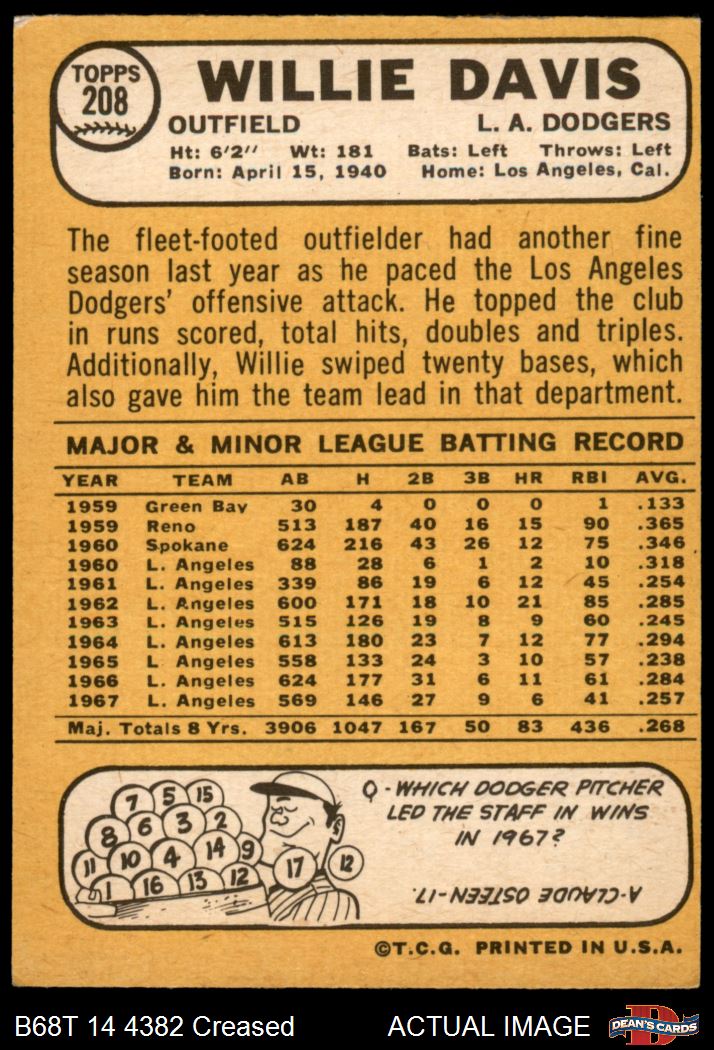 TOPPS
208
WILLIE DAVIS
OUTFIELD L. A. DODGERS
Ht: 6'2" Wt: 181 Bats: Left Throws: Left
Born: April 15, 1940 Home: Los Angeles, Cal.
The fleet-footed outfielder had another fine
season last year as he paced the Los Angeles
Dodgers' offensive attack. He topped the club
in runs scored, total hits, doubles and triples.
Additionally, Willie swiped twenty bases, which
also gave him the team lead in that department.
MAJOR & MINOR LEAGUE BATTING RECORD
YEAR TEAM AB H 2B 3B HR RBI AVG.
1959 Green Bay 30 4 0 0 0 1 .133
1959 Reno 513 187 40 16 15 90 .365
1960 Spokane 624 216 43 26 12 75 .346
1960 L. Angeles 88 28 6 1 2 10 .318
1961 L. Angeles 339 86 19 6 12 45 .254
1962 L. Angeles 600 171 18 10 21 85 .285
1963 L. Angeles 515 126 19 8 9 60 .245
1964 L. Angeles 613 180 23 7 12 77 .294
1965 L. Angeles 558 133 24 3 10 57 .238
1966 L. Angeles 624 177 31 6 11 61 .284
1967 L. Angeles 569 146 27 9 6 41 .257
Maj. Totals 8 Yrs. 3906 1047 167 50 83 436 .268
7 5 15
8 6 3 2
11 10 4 14 9 17 12
1 16 13 12
Q - WHICH DODGER PITCHER
LED THE STAFF IN WINS
IN 1967?
A-CLAUDE OSTEEN-17.
©T.C.G. PRINTED IN U.S.A.
B68T 14 4382 Creased ACTUAL IMAGE
DEAN'S CARDS